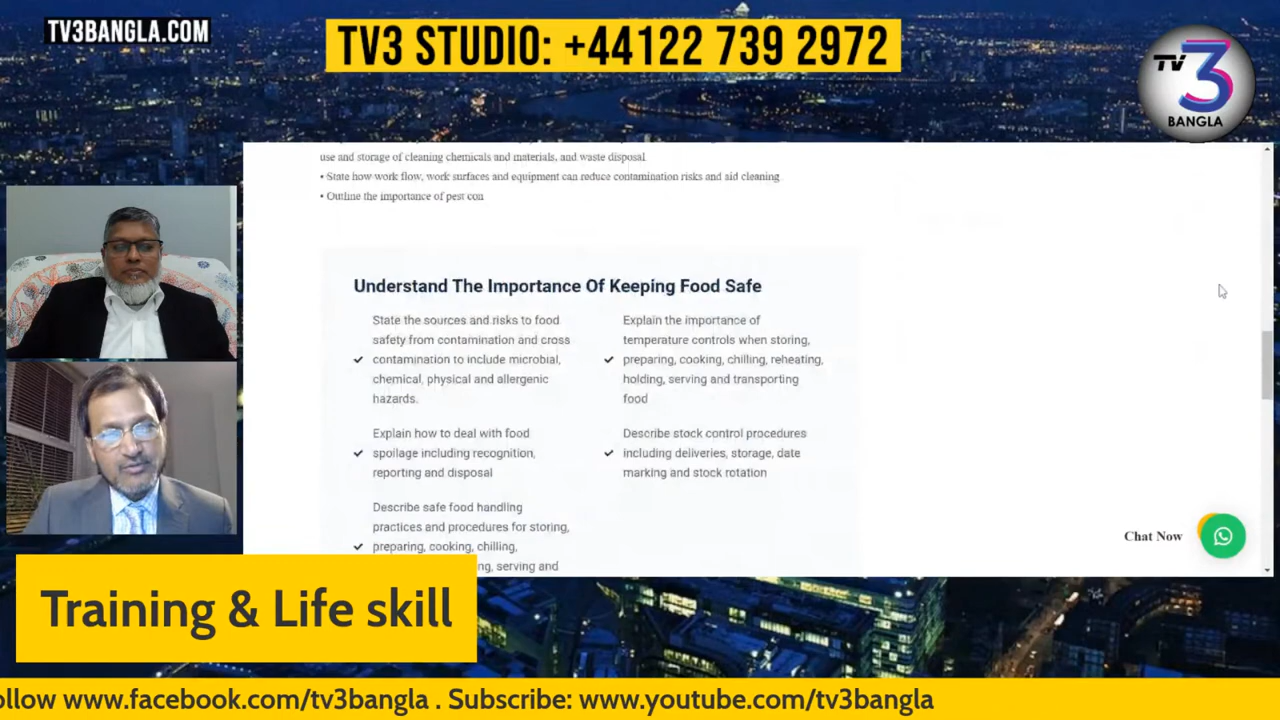 TV3BANGLA.COM
TV3 STUDIO: +44122 739 2972
TV 3
BANGLA
use and storage of cleaning chemicals and materials, and waste disposal
• State how work flow, work surfaces and equipment can reduce contamination risks and aid cleaning
• Outline the importance of pest con
Understand The Importance Of Keeping Food Safe
State the sources and risks to food
safety from contamination and cross
contamination to include microbial,
chemical, physical and allergenic
hazards.
Explain the importance of
temperature controls when storing,
preparing, cooking, chilling, reheating,
holding, serving and transporting
food
Explain how to deal with food
spoilage including recognition,
reporting and disposal
Describe stock control procedures
including deliveries, storage, date
marking and stock rotation
Describe safe food handling
practices and procedures for storing,
preparing, cooking, chilling,
ng, serving and
Chat Now
Training & Life skill
ollow www.facebook.com/tv3bangla . Subscribe: www.youtube.com/tv3bangla